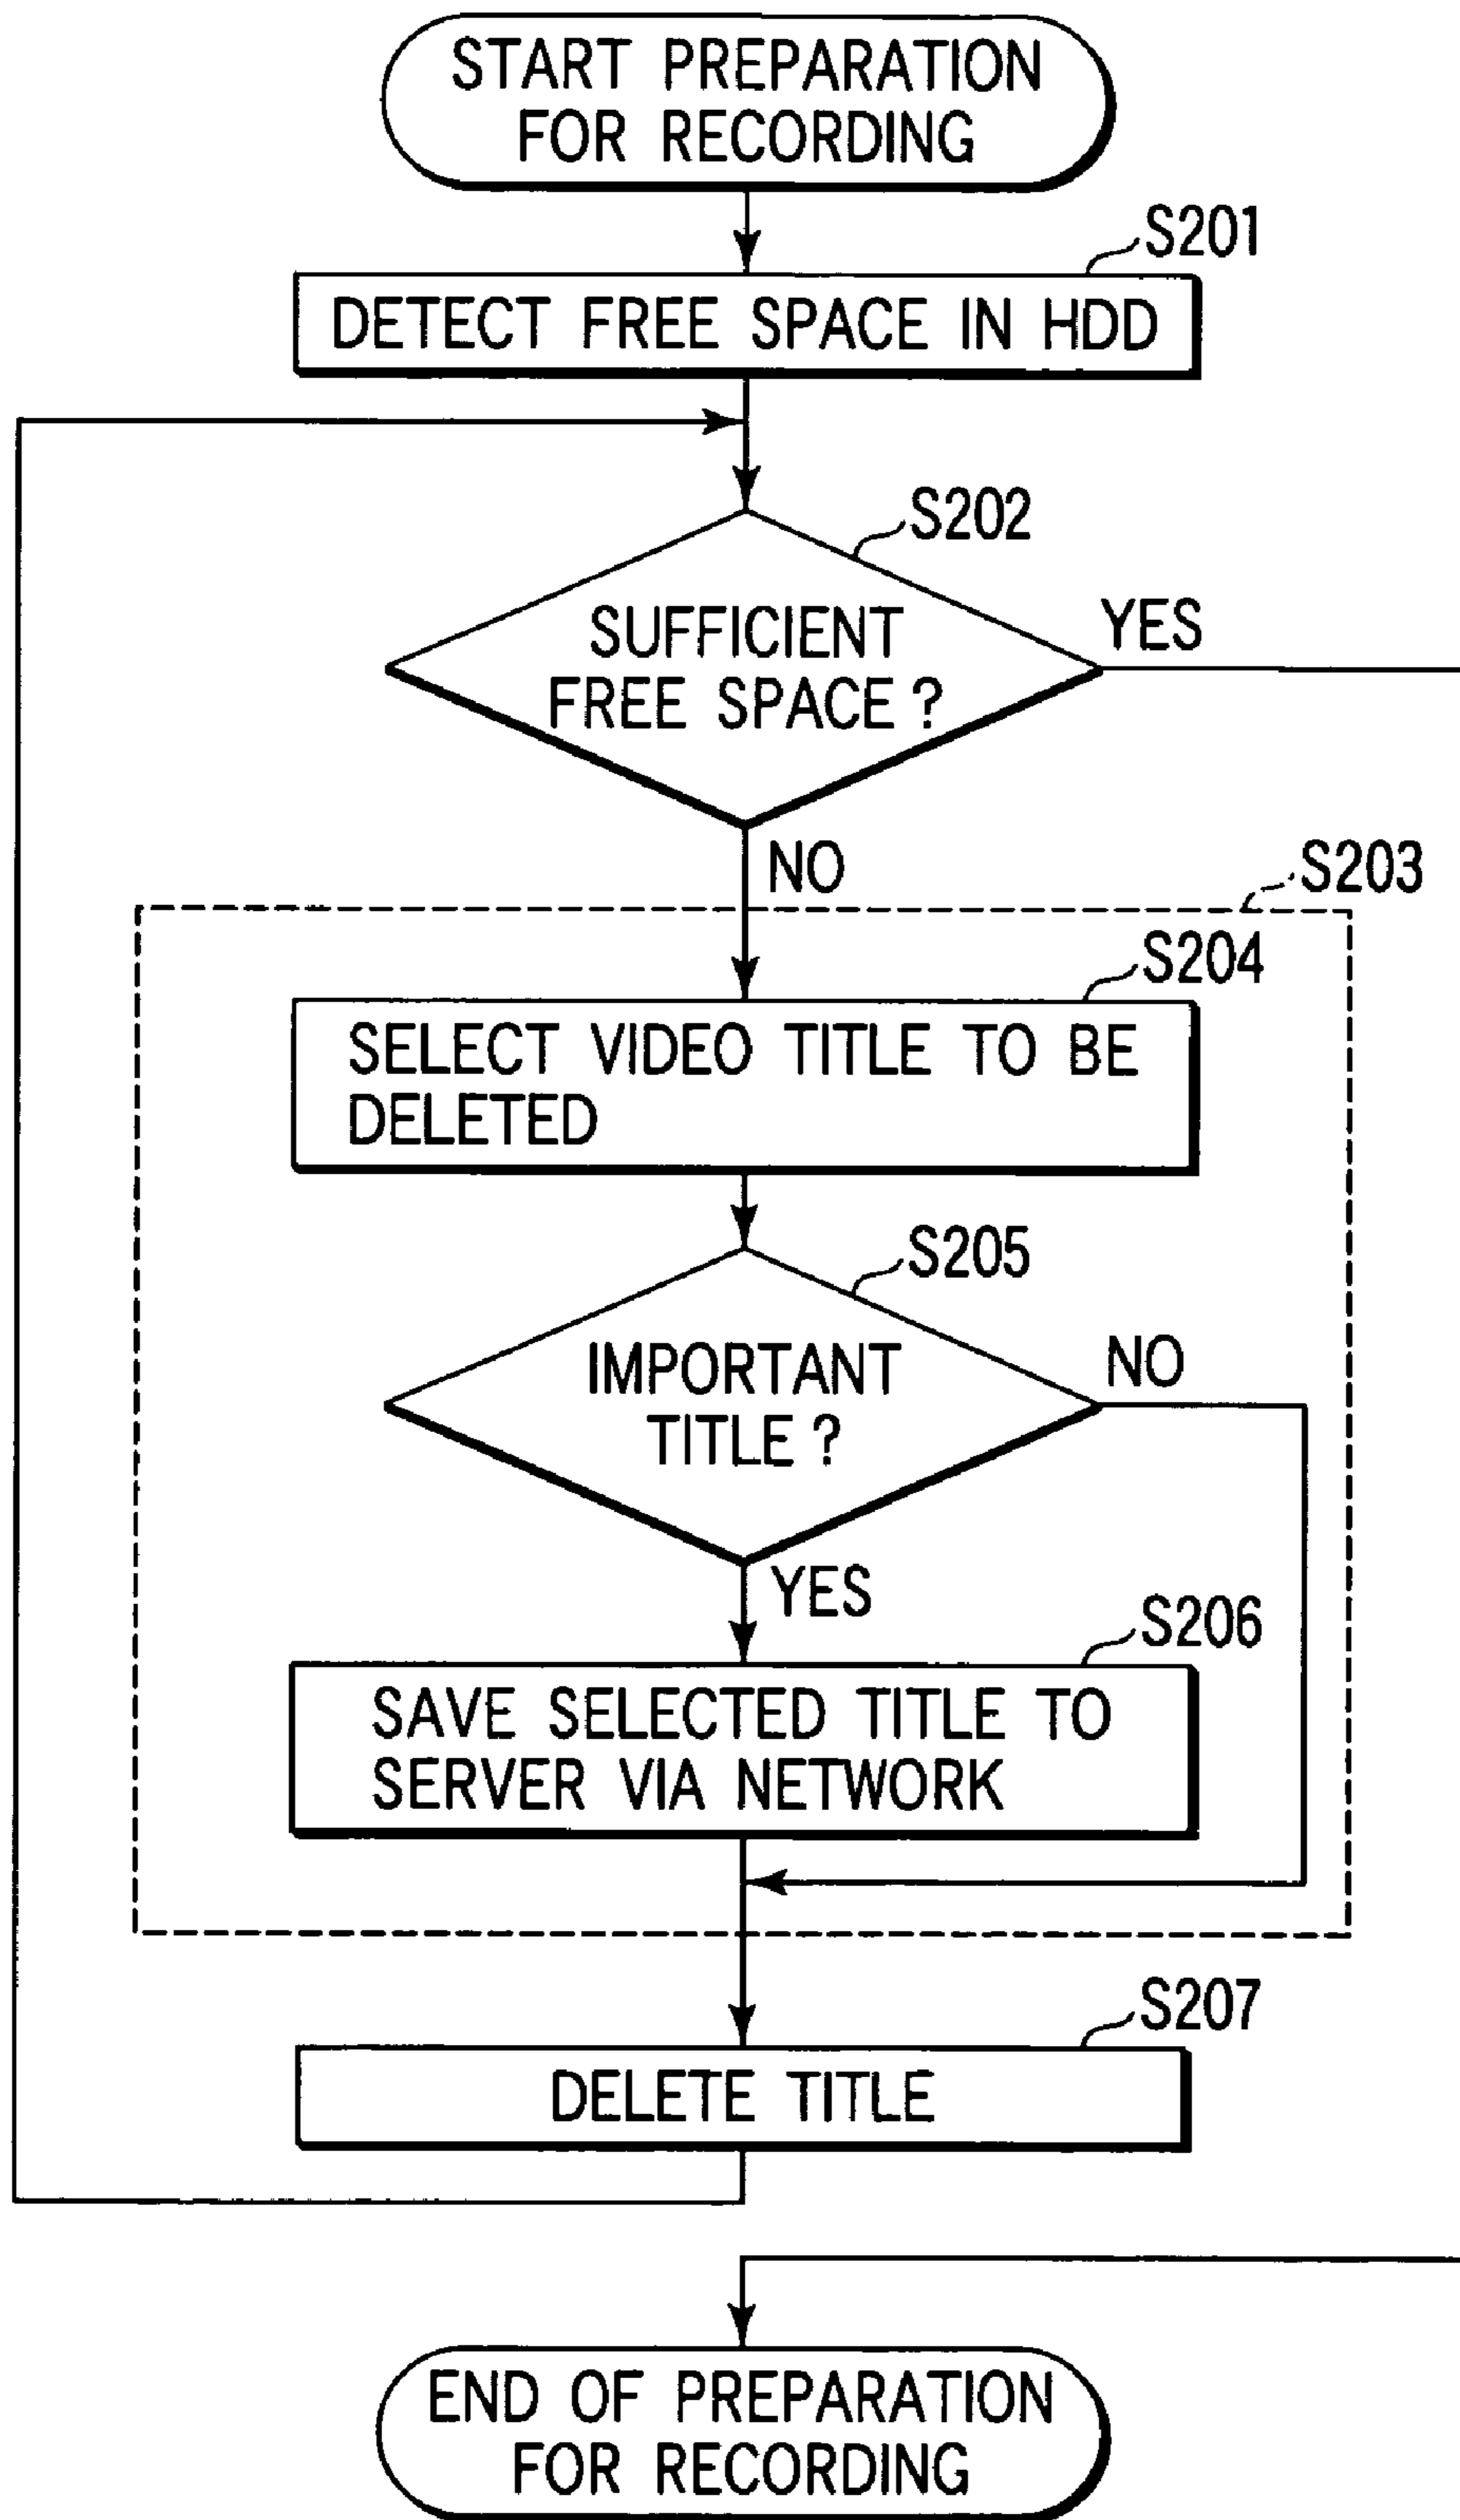 START PREPARATION
FOR RECORDING
S201
DETECT FREE SPACE IN HDD
S202
SUFFICIENT
FREE SPACE ?
YES
NO
S203
S204
SELECT VIDEO TITLE TO BE
DELETED
S205
IMPORTANT
TITLE ?
NO
YES
S206
SAVE SELECTED TITLE TO
SERVER VIA NETWORK
S207
DELETE TITLE
END OF PREPARATION
FOR RECORDING